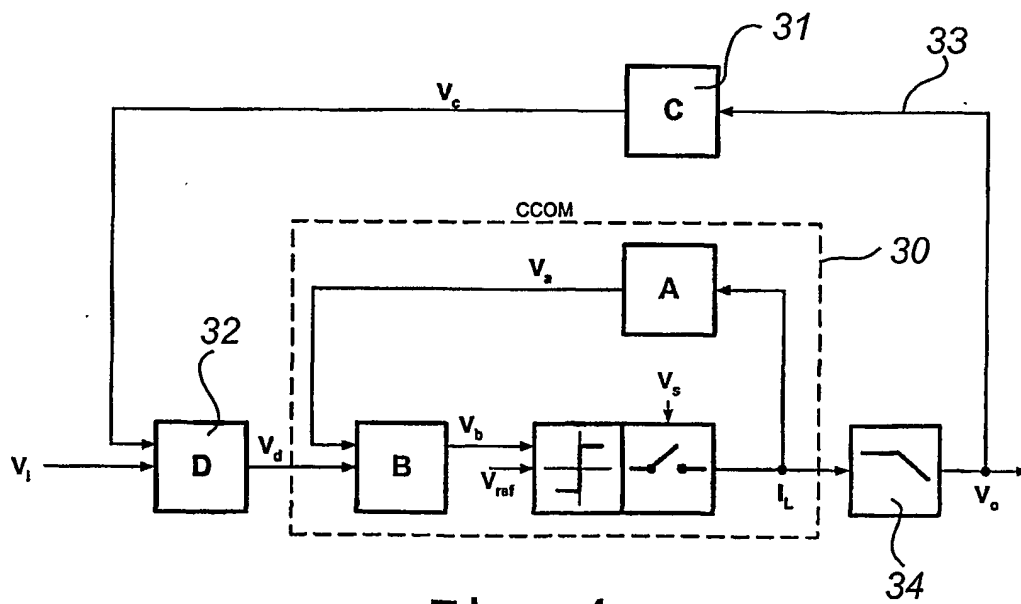 31
33
V_c
C
CCOM
30
V_a
A
32
V_s
V_d
V_b
V_i
D
B
V_ref
I_L
V_o
34